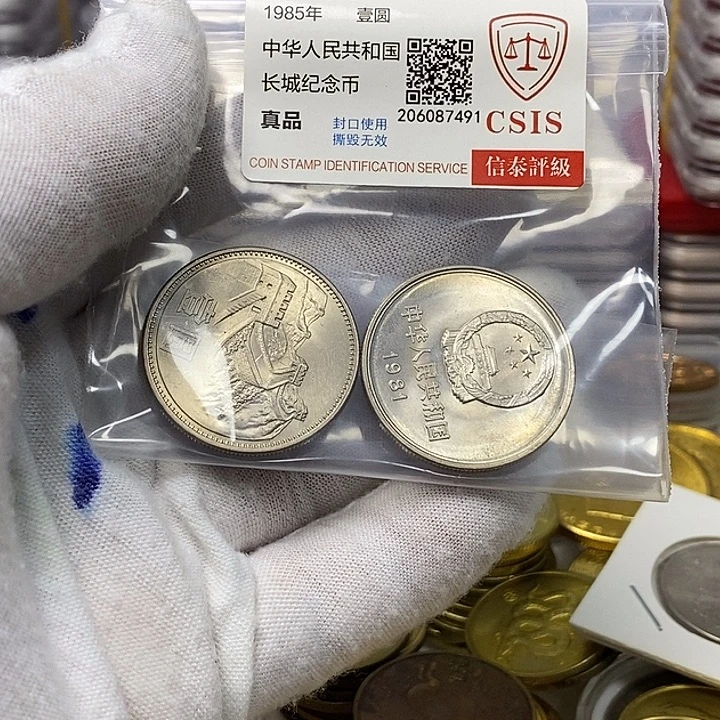 1985年 壹圆
中华人民共和国
长城纪念币
真品
封口使用
撕毁无效
206087491
CSIS
COIN STAMP IDENTIFICATION SERVICE
信泰評級
壹圆
中华人民共和国
1981